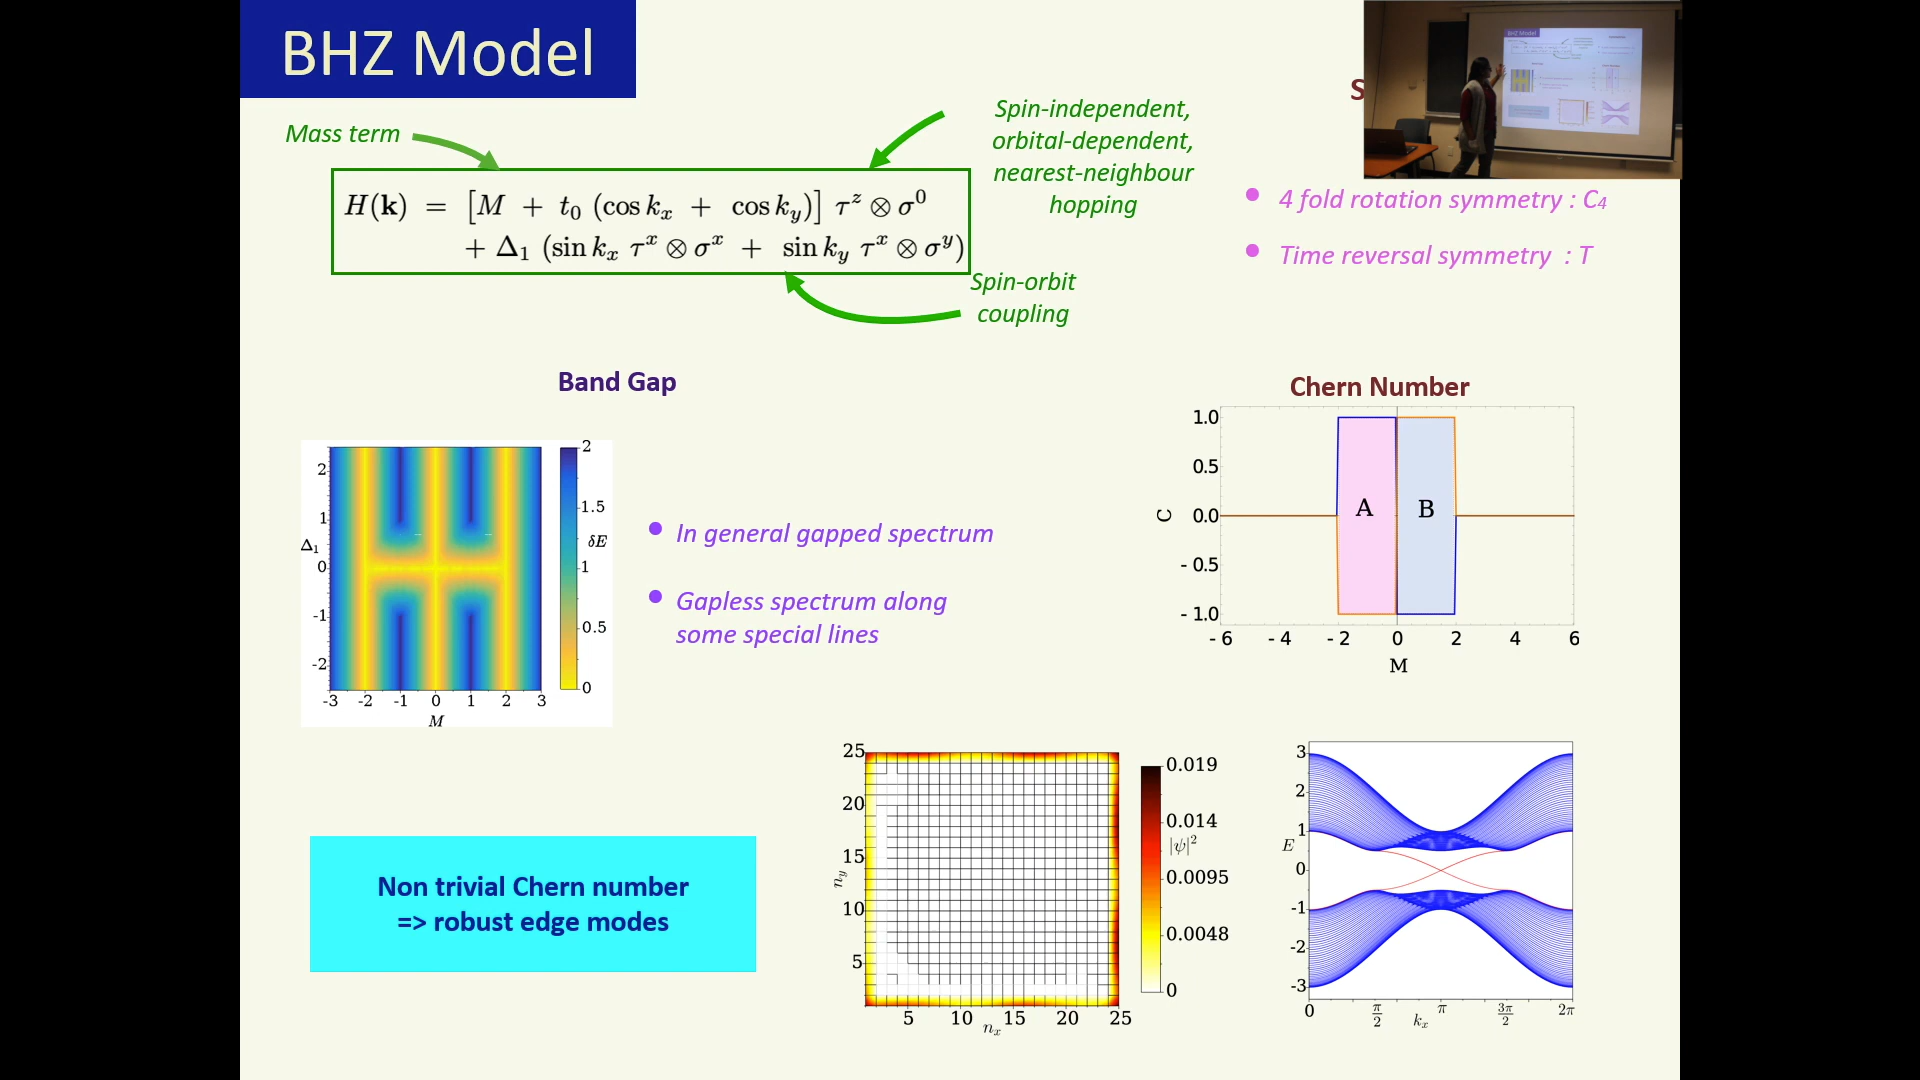 BHZ Model
Mass term
Spin-independent,
orbital-dependent,
nearest-neighbour
hopping
H(k) = [M + t₀ (cos kₓ + cos k_y)] τᶻ ⊗ σ⁰
+ Δ₁ (sin kₓ τˣ ⊗ σˣ + sin k_y τˣ ⊗ σʸ)
Spin-orbit
coupling
S
• 4 fold rotation symmetry : C₄
• Time reversal symmetry : T
Band Gap
2
1
0
-1
-2
Δ₁
-3 -2 -1 0 1 2 3
M
2
1.5
δE
1
0.5
0
• In general gapped spectrum
• Gapless spectrum along
some special lines
Chern Number
1.0
0.5
0.0
- 0.5
- 1.0
C
A B
- 6 - 4 - 2 0 2 4 6
M
Non trivial Chern number
=> robust edge modes
25
20
15
10
5
n_y
5 10 15 20 25
nₓ
0.019
0.014
|ψ|²
0.0095
0.0048
0
3
2
1
0
-1
-2
-3
E
0 π/2 π 3π/2 2π
kₓ